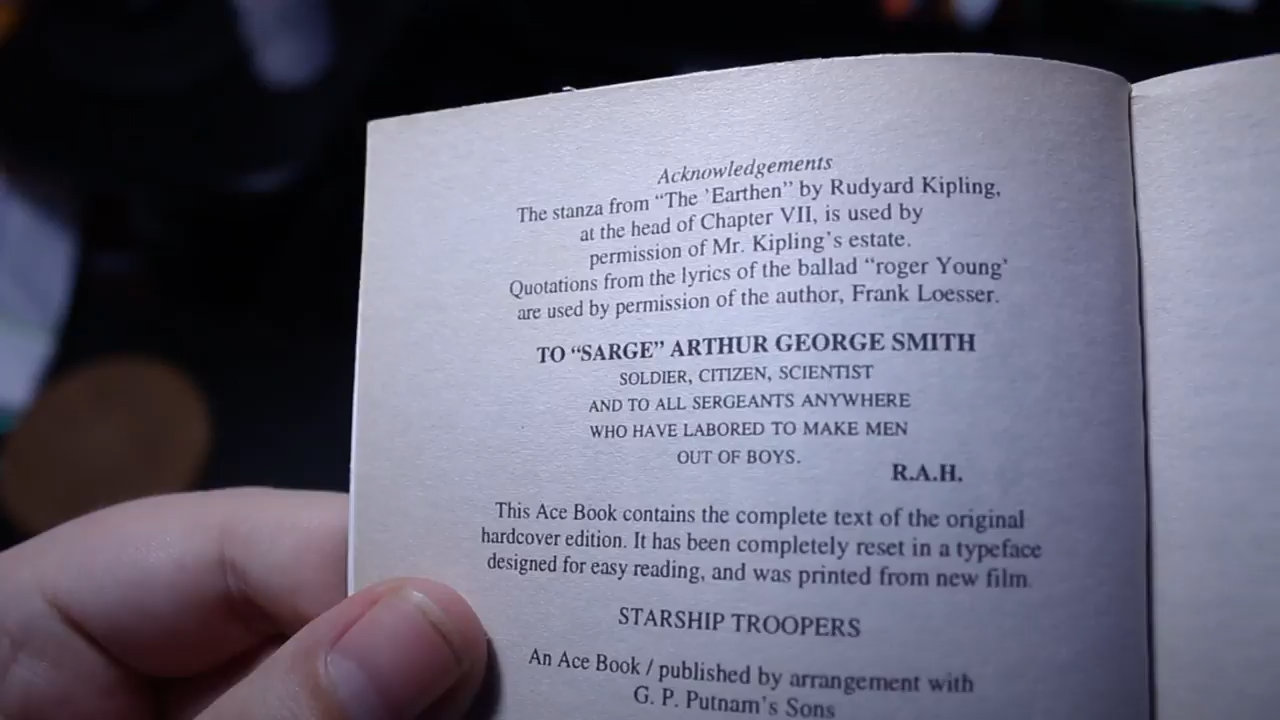 Acknowledgements
The stanza from “The ’Earthen” by Rudyard Kipling,
at the head of Chapter VII, is used by
permission of Mr. Kipling’s estate.
Quotations from the lyrics of the ballad “roger Young’
are used by permission of the author, Frank Loesser.
TO “SARGE” ARTHUR GEORGE SMITH
SOLDIER, CITIZEN, SCIENTIST
AND TO ALL SERGEANTS ANYWHERE
WHO HAVE LABORED TO MAKE MEN
OUT OF BOYS.
R.A.H.
This Ace Book contains the complete text of the original
hardcover edition. It has been completely reset in a typeface
designed for easy reading, and was printed from new film.
STARSHIP TROOPERS
An Ace Book / published by arrangement with
G. P. Putnam’s Sons